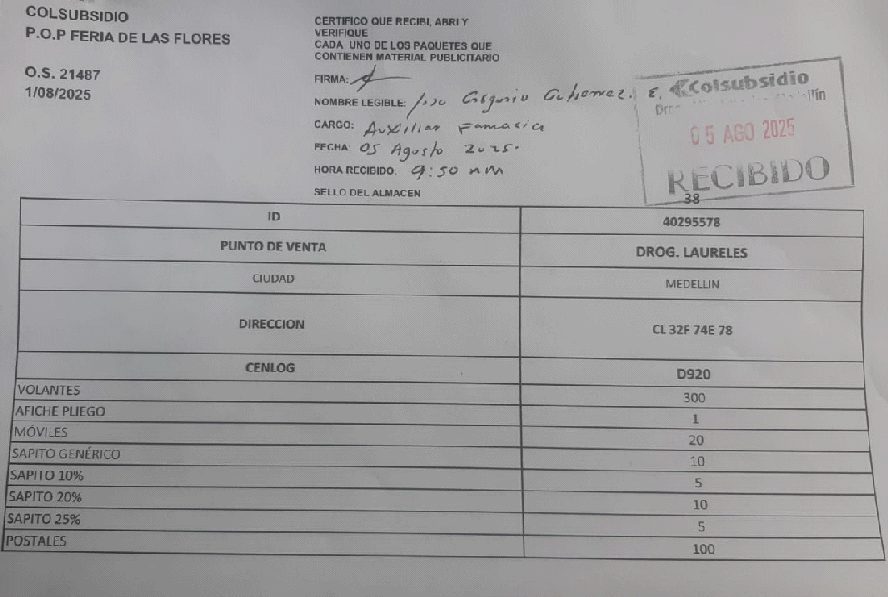 COLSUBSIDIO
P.O.P FERIA DE LAS FLORES
O.S. 21487
1/08/2025
CERTIFICO QUE RECIBI, ABRI Y
VERIFIQUE
CADA UNO DE LOS PAQUETES QUE
CONTIENEN MATERIAL PUBLICITARIO
FIRMA:
NOMBRE LEGIBLE: Gregorio Gutierrez. E.
CARGO: Auxiliar Farmacia
FECHA 05 Agosto 2025.
HORA RECIBIDO. 9:50 am
SELLO DEL ALMACEN
Colsubsidio
05 AGO 2025
RECIBIDO
38
ID 40295578
PUNTO DE VENTA DROG. LAURELES
CIUDAD MEDELLIN
DIRECCION CL 32F 74E 78
CENLOG D920
VOLANTES 300
AFICHE PLIEGO 1
MÓVILES 20
SAPITO GENÉRICO 10
SAPITO 10% 5
SAPITO 20% 10
SAPITO 25% 5
POSTALES 100